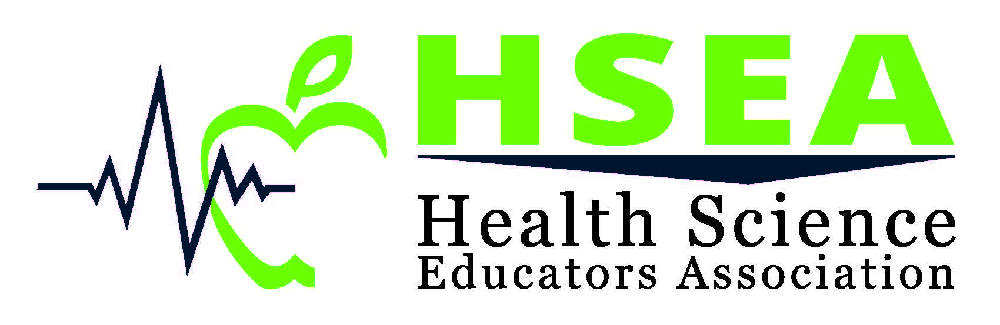 HSEA
Health Science
Educators Association